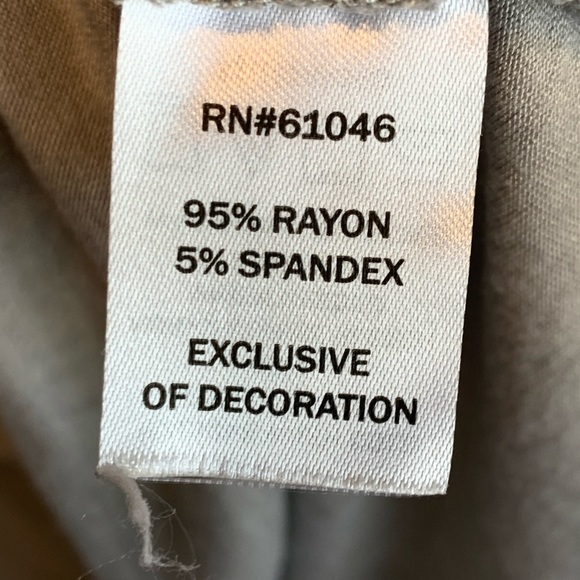 RN#61046
95% RAYON
5% SPANDEX
EXCLUSIVE
OF DECORATION